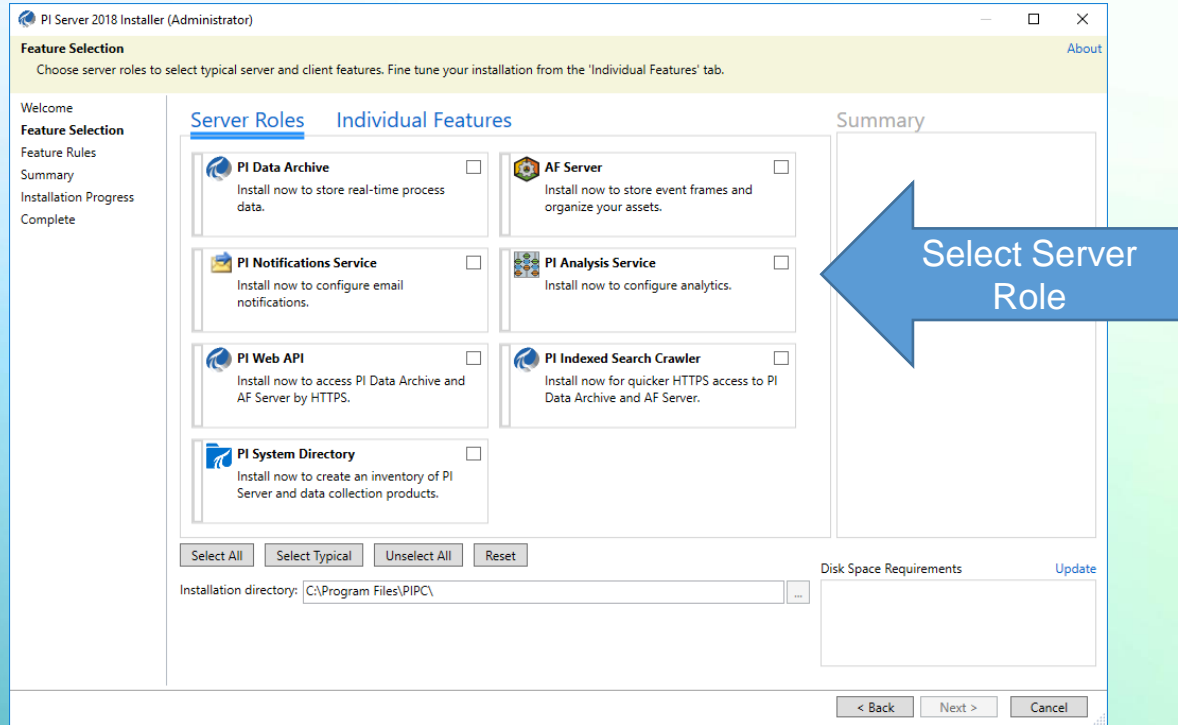 PI Server 2018 Installer (Administrator)
Feature Selection
About
Choose server roles to select typical server and client features. Fine tune your installation from the 'Individual Features' tab.
Welcome
Feature Selection
Feature Rules
Summary
Installation Progress
Complete
Server Roles
Individual Features
Summary
PI Data Archive
Install now to store real-time process
data.
AF Server
Install now to store event frames and
organize your assets.
PI Notifications Service
Install now to configure email
notifications.
PI Analysis Service
Install now to configure analytics.
PI Web API
Install now to access PI Data Archive and
AF Server by HTTPS.
PI Indexed Search Crawler
Install now for quicker HTTPS access to PI
Data Archive and AF Server.
PI System Directory
Install now to create an inventory of PI
Server and data collection products.
Select Server
Role
Select All
Select Typical
Unselect All
Reset
Installation directory:
C:\Program Files\PIPC\
...
Disk Space Requirements
Update
< Back
Next >
Cancel